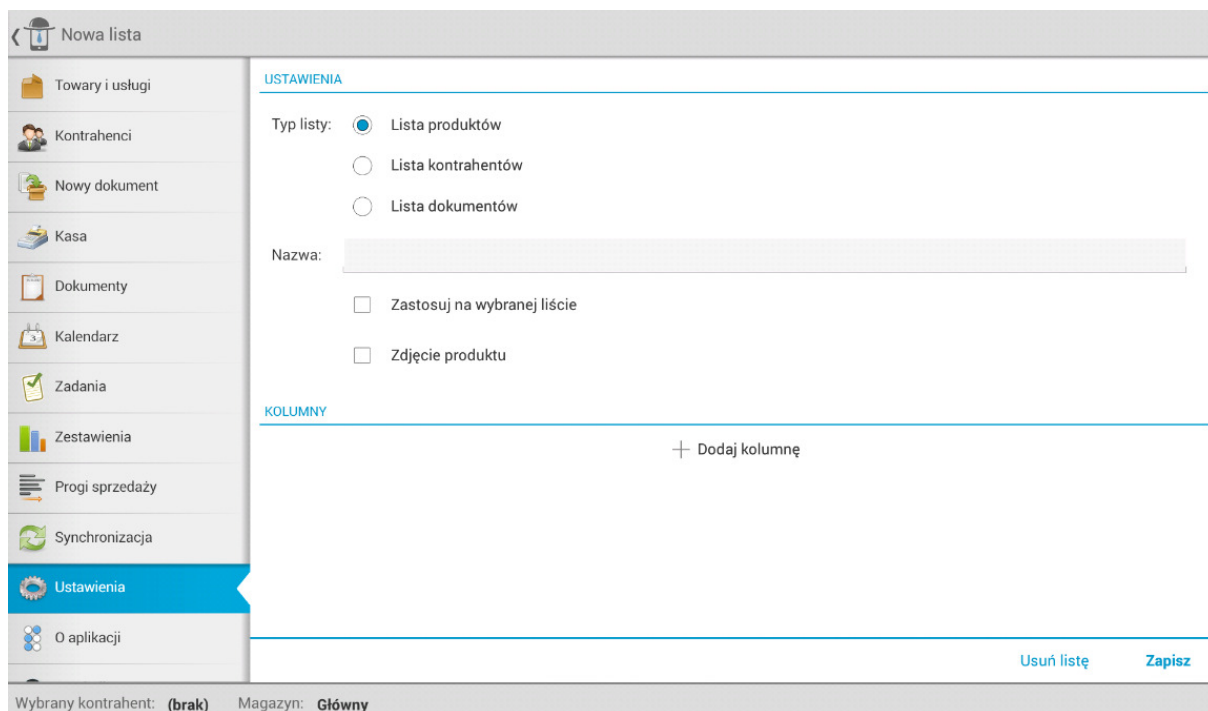 Nowa lista
Towary i usługi
Kontrahenci
Nowy dokument
Kasa
Dokumenty
Kalendarz
Zadania
Zestawienia
Progi sprzedaży
Synchronizacja
Ustawienia
O aplikacji
USTAWIENIA
Typ listy:
Lista produktów
Lista kontrahentów
Lista dokumentów
Nazwa:
Zastosuj na wybranej liście
Zdjęcie produktu
KOLUMNY
Dodaj kolumnę
Usuń listę Zapisz
Wybrany kontrahent: (brak) Magazyn: Główny